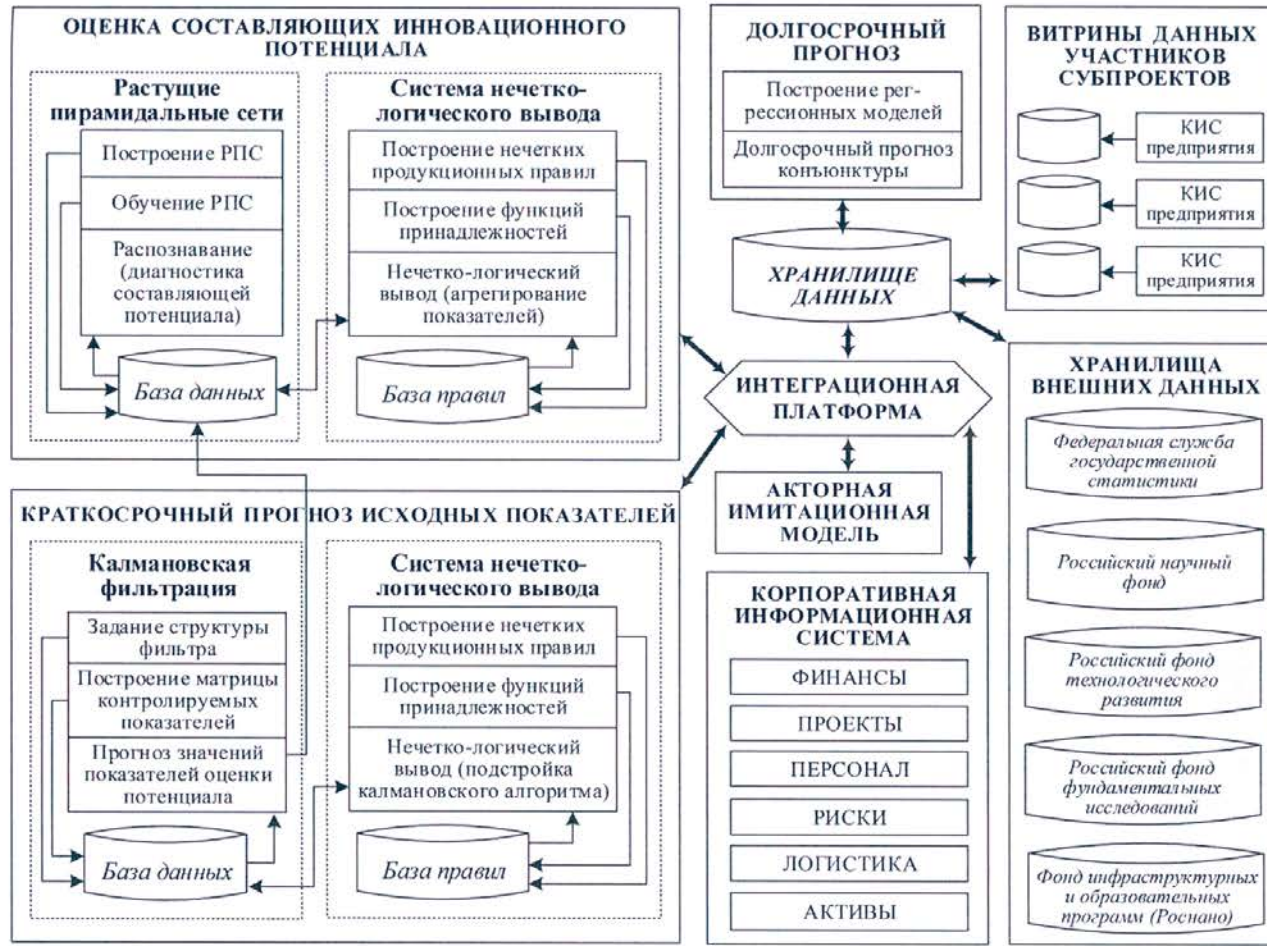 ОЦЕНКА СОСТАВЛЯЮЩИХ ИННОВАЦИОННОГО
ПОТЕНЦИАЛА
Растущие
пирамидальные сети
Построение РПС
Обучение РПС
Распознавание
(диагностика
составляющей
потенциала)
База данных
Система нечетко-
логического вывода
Построение нечетких
продукционных правил
Построение функций
принадлежностей
Нечетко-логический
вывод (агрегирование
показателей)
База правил
КРАТКОСРОЧНЫЙ ПРОГНОЗ ИСХОДНЫХ ПОКАЗАТЕЛЕЙ
Калмановская
фильтрация
Задание структуры
фильтра
Построение матрицы
контролируемых
показателей
Прогноз значений
показателей оценки
потенциала
База данных
Система нечетко-
логического вывода
Построение нечетких
продукционных правил
Построение функций
принадлежностей
Нечетко-логический
вывод (подстройка
калмановского алгоритма)
База правил
ДОЛГОСРОЧНЫЙ
ПРОГНОЗ
Построение рег-
рессионных моделей
Долгосрочный прогноз
конъюнктуры
ХРАНИЛИЩЕ
ДАННЫХ
ИНТЕГРАЦИОННАЯ
ПЛАТФОРМА
АКТОРНАЯ
ИМИТАЦИОННАЯ
МОДЕЛЬ
КОРПОРАТИВНАЯ
ИНФОРМАЦИОННАЯ
СИСТЕМА
ФИНАНСЫ
ПРОЕКТЫ
ПЕРСОНАЛ
РИСКИ
ЛОГИСТИКА
АКТИВЫ
ВИТРИНЫ ДАННЫХ
УЧАСТНИКОВ
СУБПРОЕКТОВ
КИС
предприятия
КИС
предприятия
КИС
предприятия
ХРАНИЛИЩА
ВНЕШНИХ ДАННЫХ
Федеральная служба
государственной
статистики
Российский научный
фонд
Российский фонд
технологического
развития
Российский фонд
фундаментальных
исследований
Фонд инфраструктурных
и образовательных
программ (Роснано)